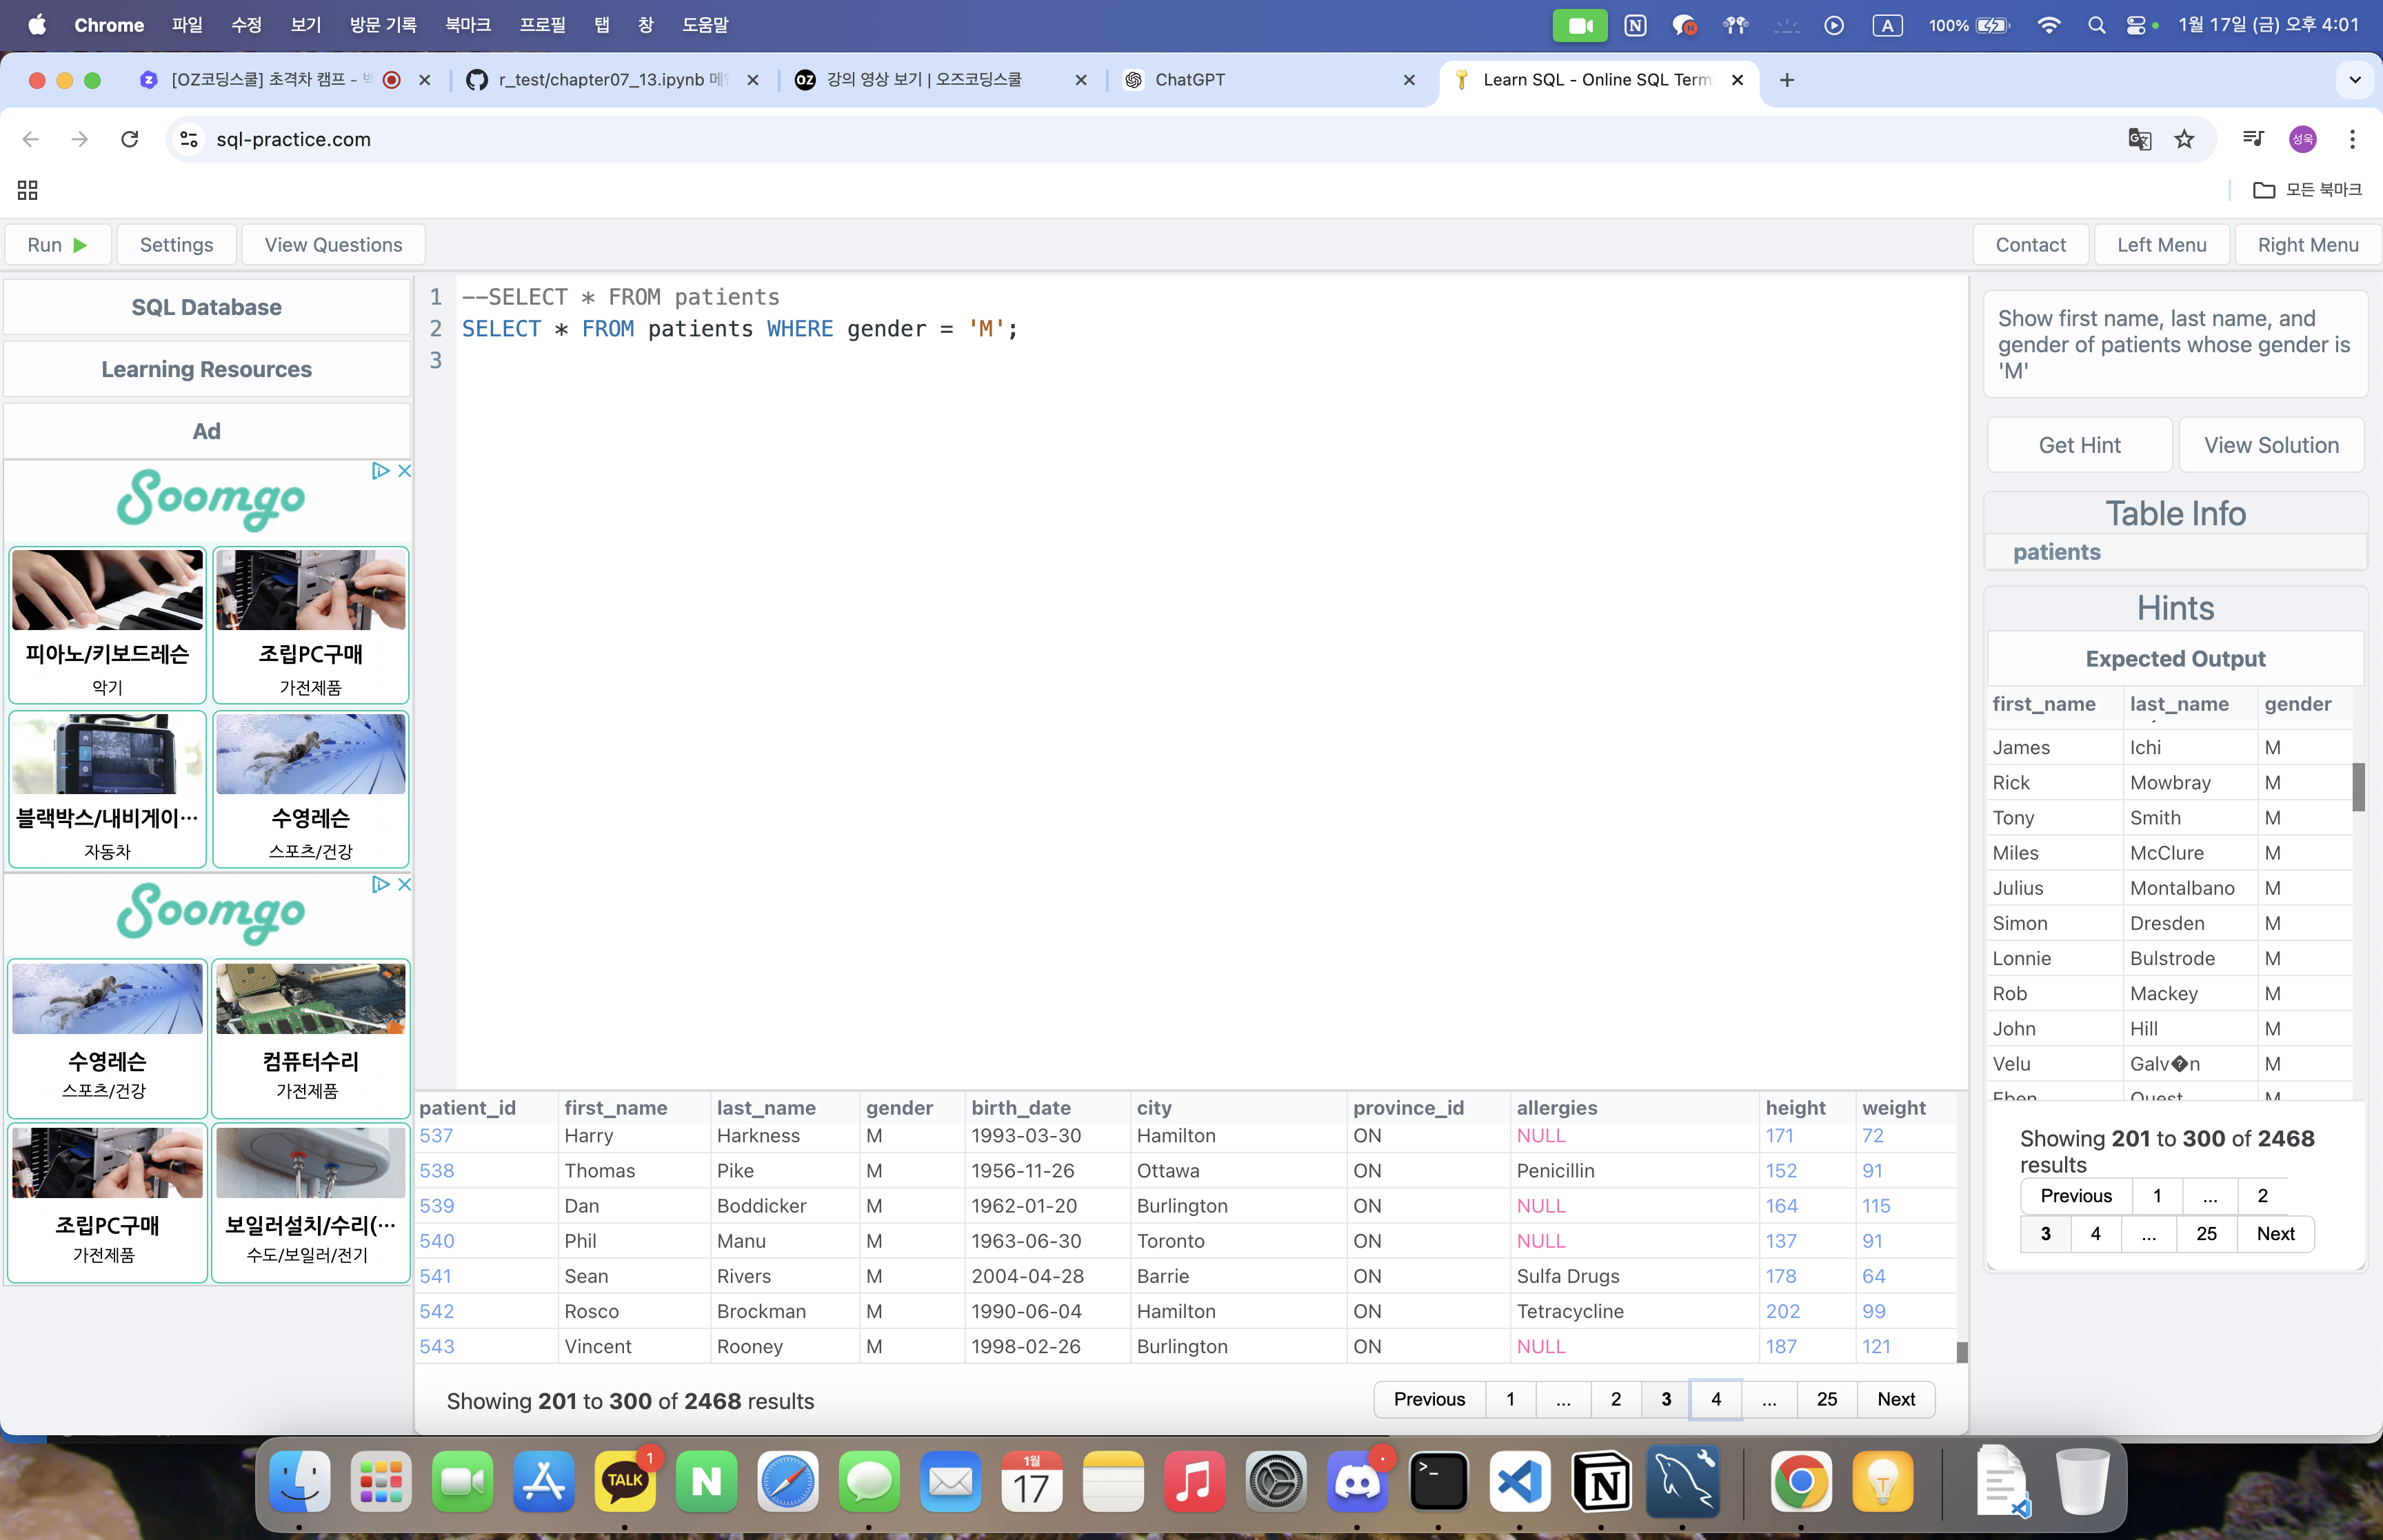 Chrome 파일 수정 보기 방문 기록 북마크 프로필 탭 창 도움말 A 100% 1월 17일 (금) 오후 4:01
[OZ코딩스쿨] 초격차 캠프 - r_test/chapter07_13.ipynb 메인 강의 영상 보기 | 오즈코딩스쿨 ChatGPT Learn SQL - Online SQL Term
sql-practice.com 성욱
모든 북마크
Run Settings View Questions Contact Left Menu Right Menu
SQL Database
Learning Resources
Ad
Soomgo
피아노/키보드레슨 조립PC구매
악기 가전제품
블랙박스/내비게이··· 수영레슨
자동차 스포츠/건강
Soomgo
수영레슨 컴퓨터수리
스포츠/건강 가전제품
조립PC구매 보일러설치/수리(···
가전제품 수도/보일러/전기
1 --SELECT * FROM patients
2 SELECT * FROM patients WHERE gender = 'M';
3
patient_id first_name last_name gender birth_date city province_id allergies height weight
537 Harry Harkness M 1993-03-30 Hamilton ON NULL 171 72
538 Thomas Pike M 1956-11-26 Ottawa ON Penicillin 152 91
539 Dan Boddicker M 1962-01-20 Burlington ON NULL 164 115
540 Phil Manu M 1963-06-30 Toronto ON NULL 137 91
541 Sean Rivers M 2004-04-28 Barrie ON Sulfa Drugs 178 64
542 Rosco Brockman M 1990-06-04 Hamilton ON Tetracycline 202 99
543 Vincent Rooney M 1998-02-26 Burlington ON NULL 187 121
Showing 201 to 300 of 2468 results
Previous 1 ... 2 3 4 ... 25 Next
Show first name, last name, and
gender of patients whose gender is
'M'
Get Hint View Solution
Table Info
patients
Hints
Expected Output
first_name last_name gender
James Ichi M
Rick Mowbray M
Tony Smith M
Miles McClure M
Julius Montalbano M
Simon Dresden M
Lonnie Bulstrode M
Rob Mackey M
John Hill M
Velu Galv�n M
Eben Quest M
Showing 201 to 300 of 2468
results
Previous 1 ... 2
3 4 ... 25 Next
TALK 1
N
1월
17